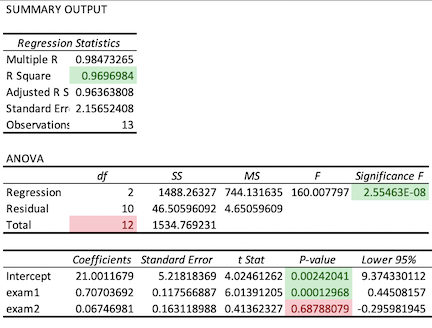 SUMMARY OUTPUT
Regression Statistics
Multiple R 0.98473265
R Square 0.9696984
Adjusted R S 0.96363808
Standard Err 2.15652408
Observations 13
ANOVA
df SS MS F Significance F
Regression 2 1488.26327 744.131635 160.007797 2.55463E-08
Residual 10 46.50596092 4.65059609
Total 12 1534.769231
Coefficients Standard Error t Stat P-value Lower 95%
Intercept 21.0011679 5.21818369 4.02461262 0.00242041 9.374330112
exam1 0.70703692 0.117566887 6.01391205 0.00012968 0.44508157
exam2 0.06746981 0.163118988 0.41362327 0.68788079 -0.295981945